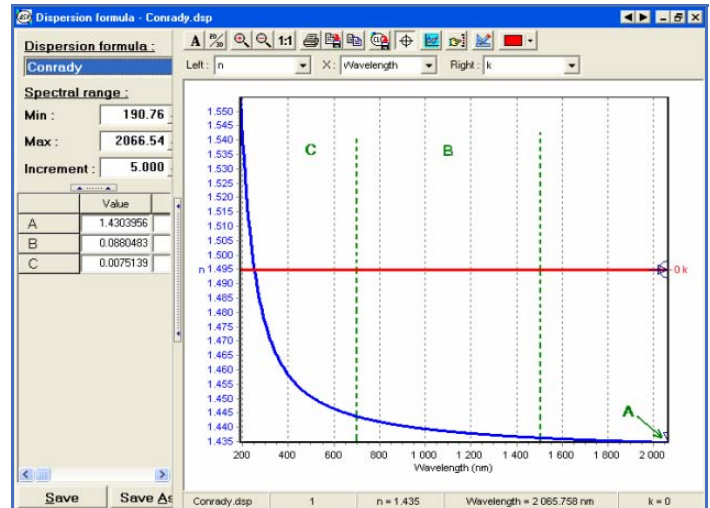 Dispersion formula - Conrady.dsp
Dispersion formula :
Conrady
Spectral range :
Min : 190.76
Max : 2066.54
Increment : 5.000
Value
A 1.4303956
B 0.0880483
C 0.0075139
Save Save As
A 1:1
Left : n X : Wavelength Right : k
1.550
1.545
1.540
1.535
1.530
1.525
1.520
1.515
1.510
1.505
1.500
n 1.495
1.490
1.485
1.480
1.475
1.470
1.465
1.460
1.455
1.450
1.445
1.440
1.435
C B
0 k
A
200 400 600 800 1 000 1 200 1 400 1 600 1 800 2 000
Wavelength (nm)
Conrady.dsp 1 n = 1.435 Wavelength = 2 065.758 nm k = 0